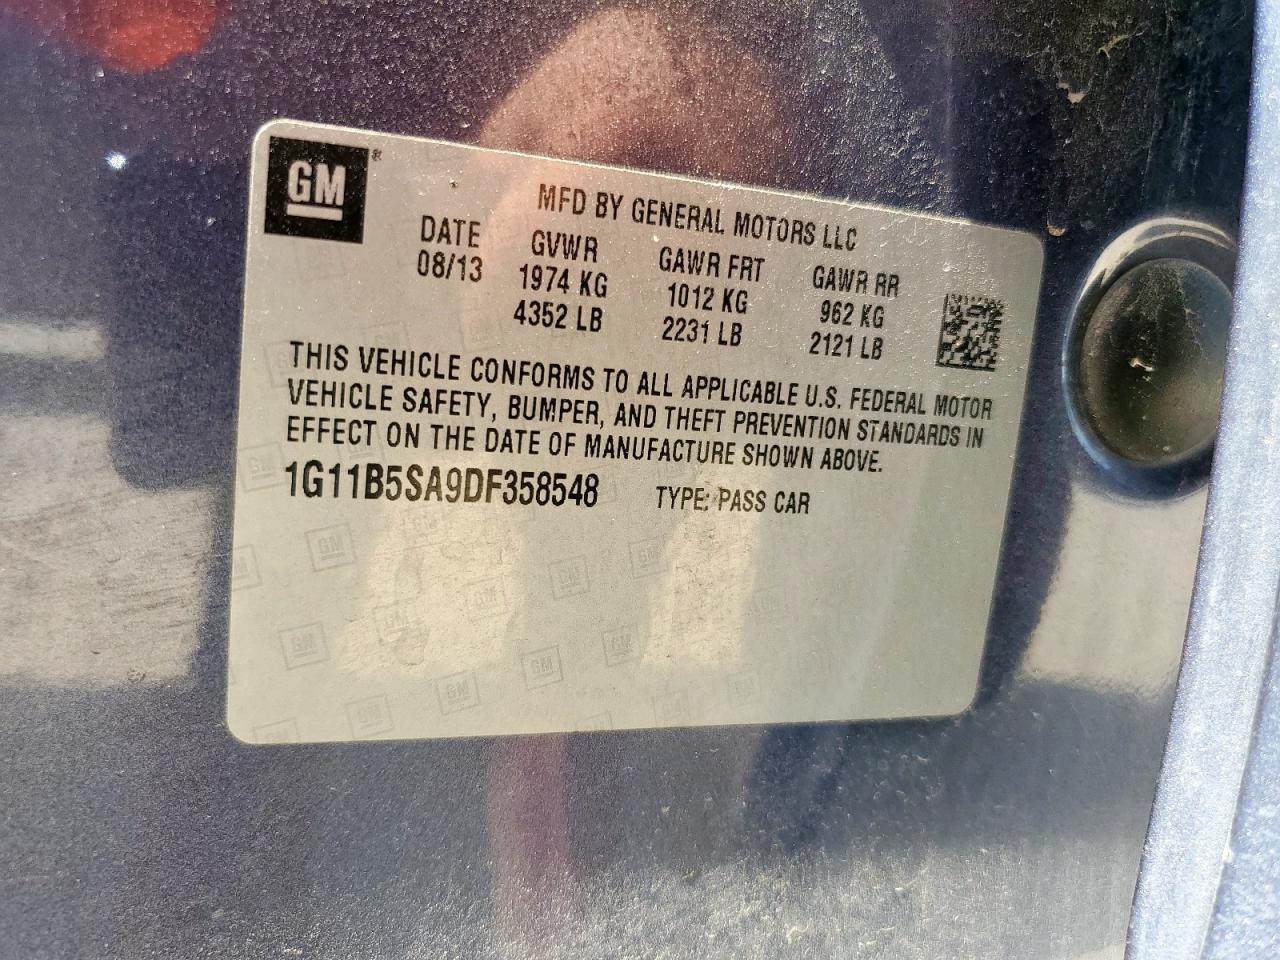 GM
MFD BY GENERAL MOTORS LLC
DATE GVWR GAWR FRT GAWR RR
08/13 1974 KG 1012 KG 962 KG
4352 LB 2231 LB 2121 LB
THIS VEHICLE CONFORMS TO ALL APPLICABLE U.S. FEDERAL MOTOR
VEHICLE SAFETY, BUMPER, AND THEFT PREVENTION STANDARDS IN
EFFECT ON THE DATE OF MANUFACTURE SHOWN ABOVE.
1G11B5SA9DF358548 TYPE: PASS CAR